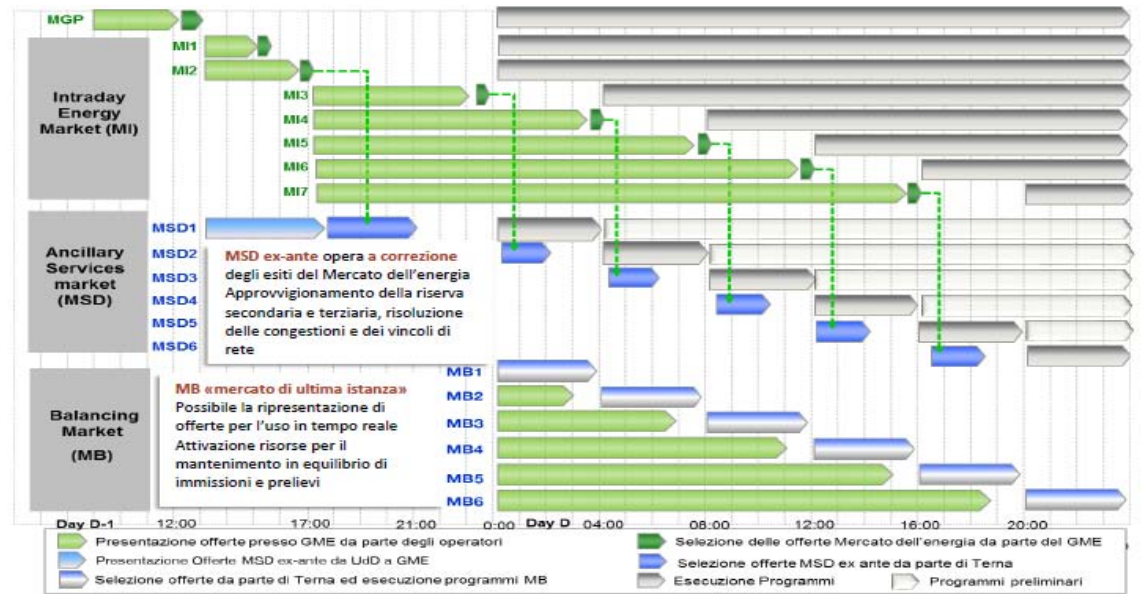 MGP
MI1
MI2
Intraday
Energy
Market (MI)
MI3
MI4
MI5
MI6
MI7
Ancillary
Services
market
(MSD)
MSD1
MSD2
MSD3
MSD4
MSD5
MSD6
MSD ex-ante opera a correzione
degli esiti del Mercato dell'energia
Approvvigionamento della riserva
secondaria e terziaria, risoluzione
delle congestioni e dei vincoli di
rete
Balancing
Market
(MB)
MB «mercato di ultima istanza»
Possibile la ripresentazione di
offerte per l'uso in tempo reale
Attivazione risorse per il
mantenimento in equilibrio di
immissioni e prelievi
MB1
MB2
MB3
MB4
MB5
MB6
Day D-1 12:00 17:00 21:00 0:00 Day D 04:00 08:00 12:00 16:00 20:00
Presentazione offerte presso GME da parte degli operatori
Selezione delle offerte Mercato dell'energia da parte del GME
Presentazione Offerte MSD ex-ante da UdD a GME
Selezione offerte MSD ex ante da parte di Terna
Selezione offerte da parte di Terna ed esecuzione programmi MB
Esecuzione Programmi
Programmi preliminari